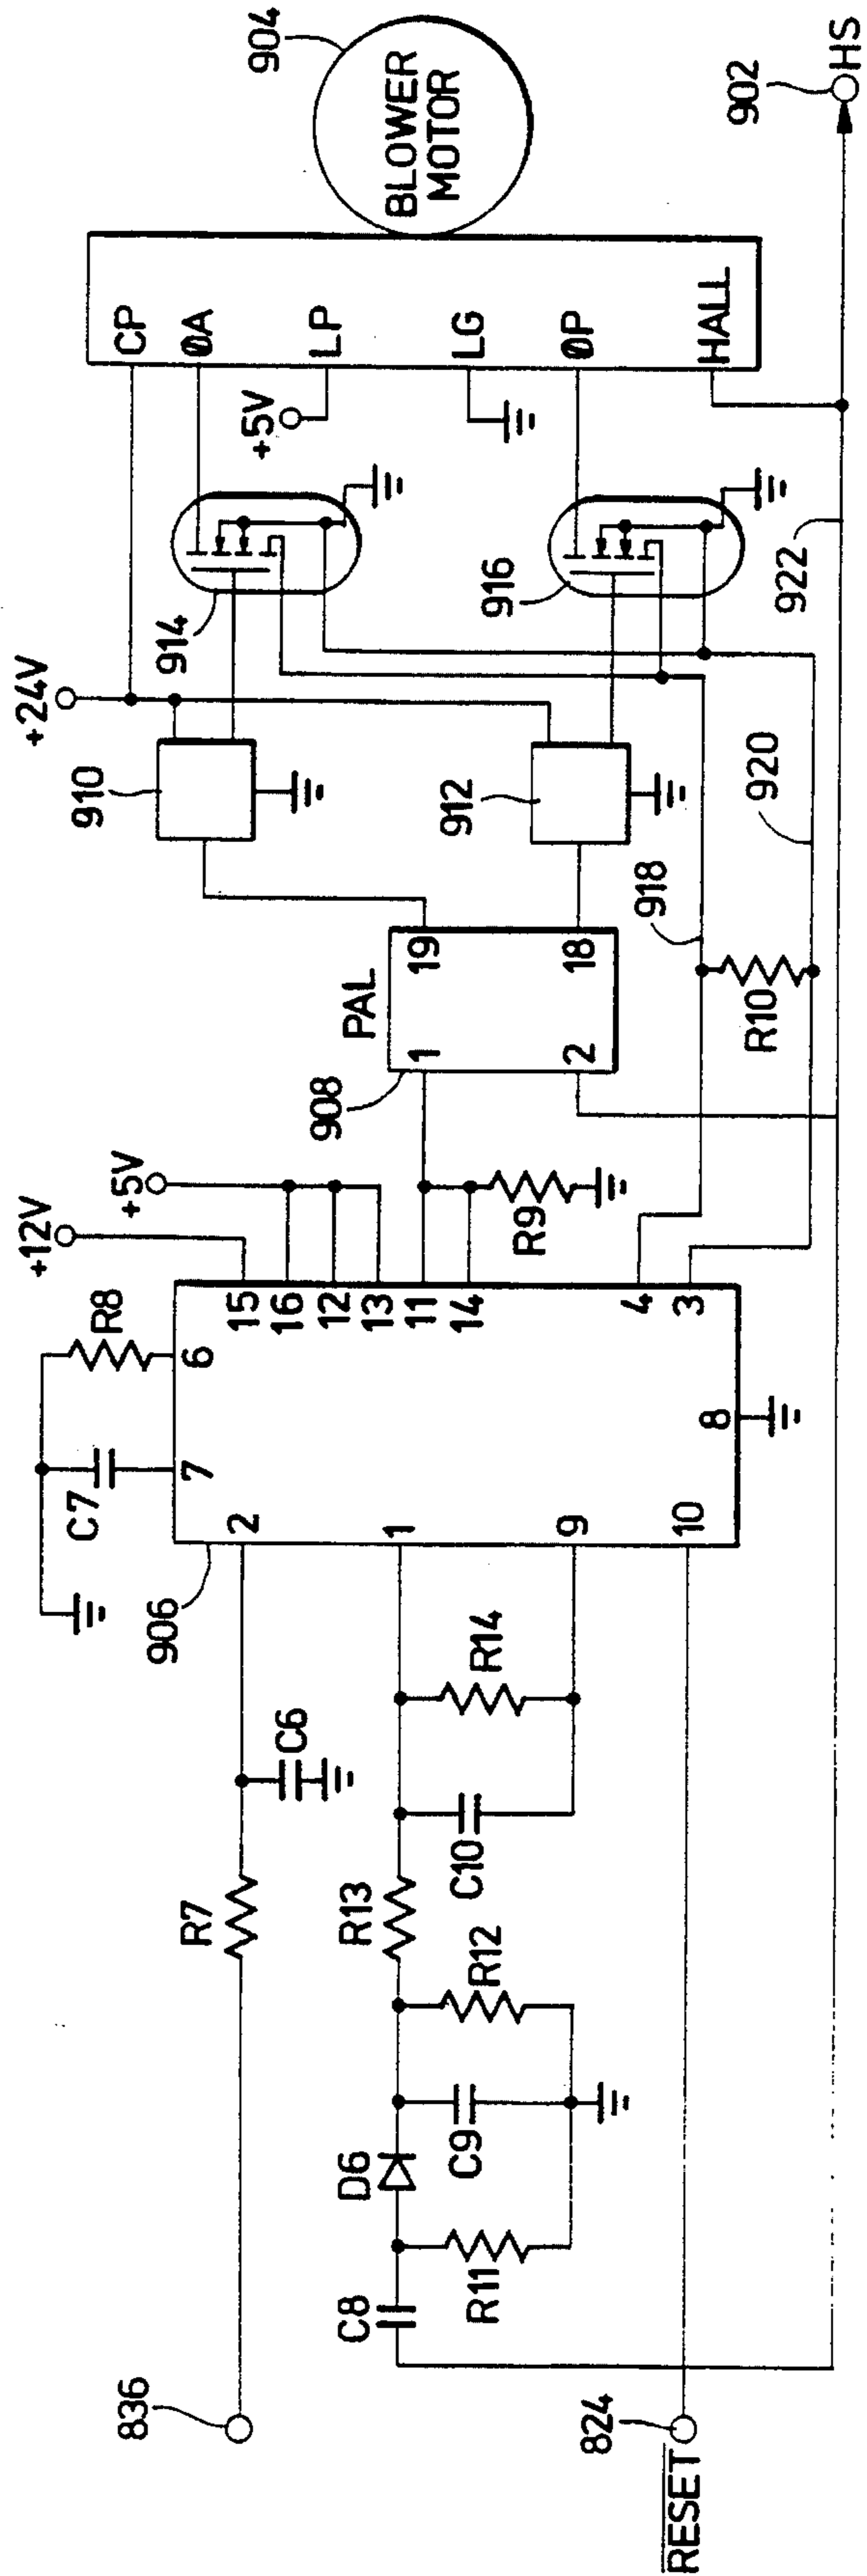 +24V
+12V
+5V
904
BLOWER
MOTOR
CP
ØA
LP
LG
ØP
HALL
+5V
902
HS
910
914
912
916
PAL
908
1
19
2
18
918
920
922
R10
R9
R8
C7
906
7
6
2
1
9
10
8
15
16
12
13
11
14
4
3
836
R7
C6
C8
D6
R11
C9
R12
R13
C10
R14
824
RESET